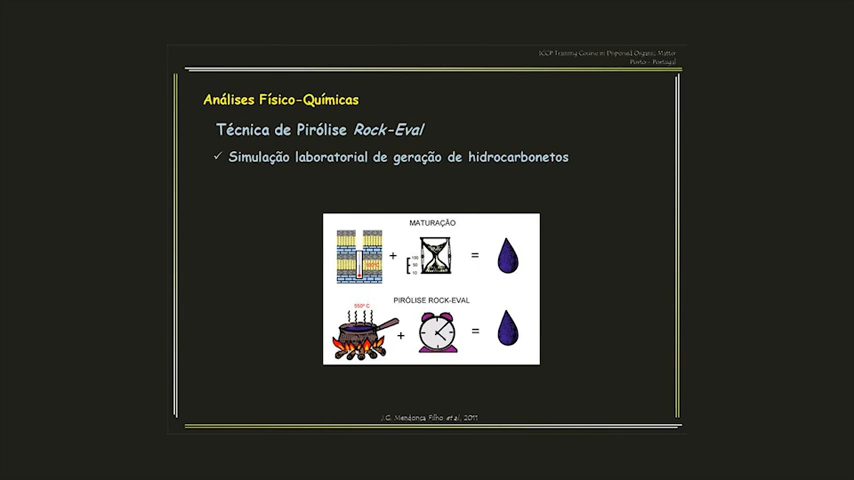 ICCP Training Course in Dispersed Organic Matter
Porto - Portugal
Análises Físico-Químicas
Técnica de Pirólise Rock-Eval
✓ Simulação laboratorial de geração de hidrocarbonetos
MATURAÇÃO
+
=
PIRÓLISE ROCK-EVAL
550º C
+
=
J.G. Mendonça Filho et al., 2011